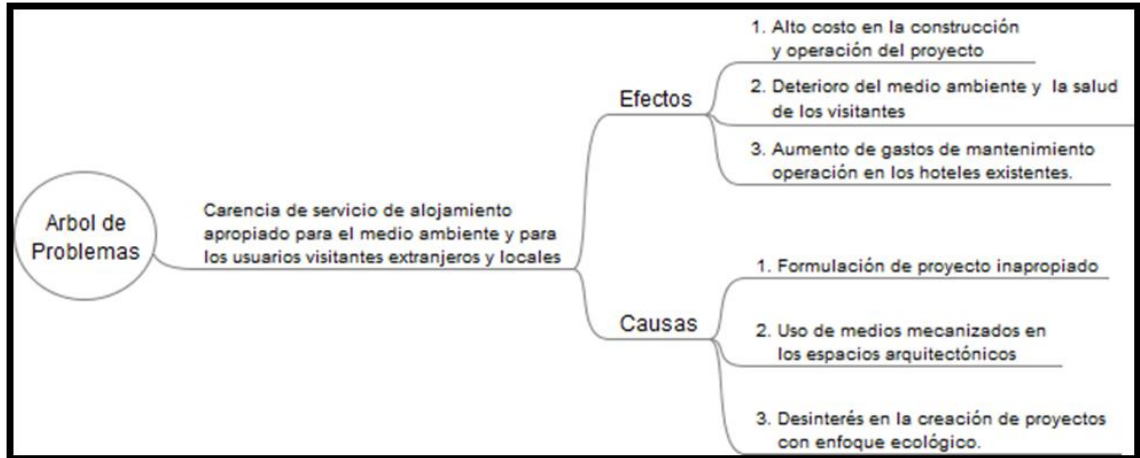 Arbol de
Problemas
Carencia de servicio de alojamiento
apropiado para el medio ambiente y para
los usuarios visitantes extranjeros y locales
Efectos
1. Alto costo en la construcción
y operación del proyecto
2. Deterioro del medio ambiente y la salud
de los visitantes
3. Aumento de gastos de mantenimiento
operación en los hoteles existentes.
Causas
1. Formulación de proyecto inapropiado
2. Uso de medios mecanizados en
los espacios arquitectónicos
3. Desinterés en la creación de proyectos
con enfoque ecológico.